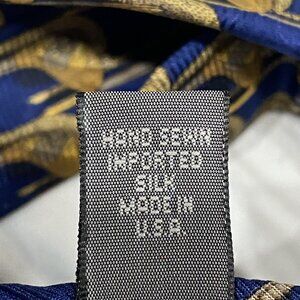 HAND SEWN
IMPORTED
SILK
MADE IN
U.S.A.